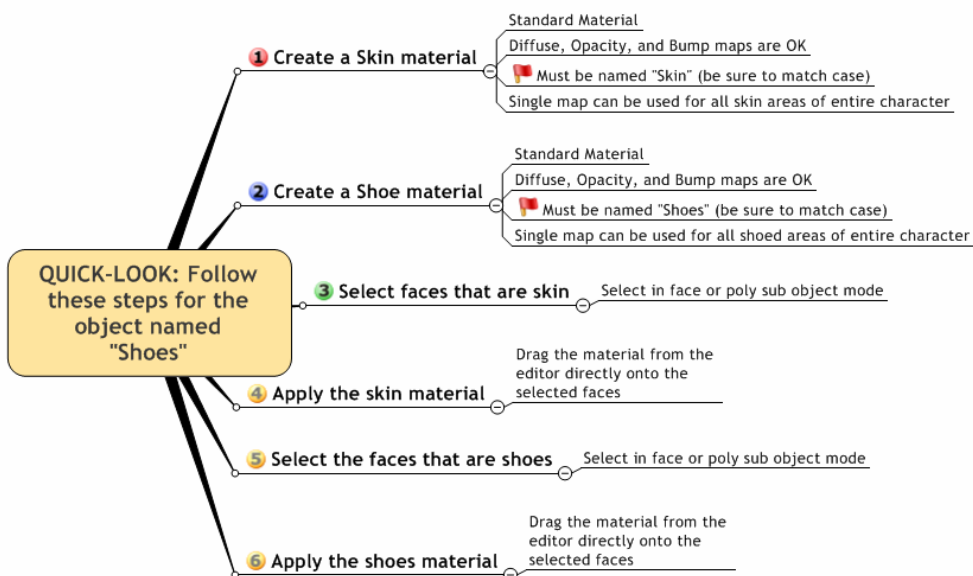 QUICK-LOOK: Follow
these steps for the
object named
"Shoes"
1 Create a Skin material
Standard Material
Diffuse, Opacity, and Bump maps are OK
Must be named "Skin" (be sure to match case)
Single map can be used for all skin areas of entire character
2 Create a Shoe material
Standard Material
Diffuse, Opacity, and Bump maps are OK
Must be named "Shoes" (be sure to match case)
Single map can be used for all shoed areas of entire character
3 Select faces that are skin
Select in face or poly sub object mode
4 Apply the skin material
Drag the material from the
editor directly onto the
selected faces
5 Select the faces that are shoes
Select in face or poly sub object mode
6 Apply the shoes material
Drag the material from the
editor directly onto the
selected faces